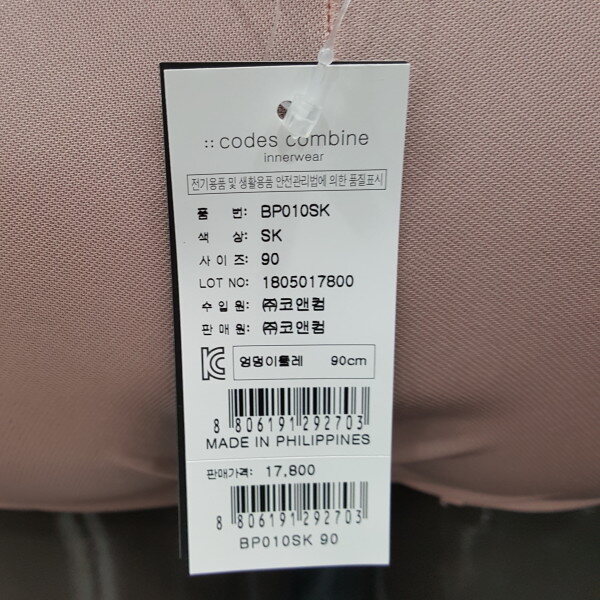 :: codes combine
innerwear
전기용품 및 생활용품 안전관리법에 의한 품질표시
품 번: BP010SK
색 상: SK
사 이 즈: 90
LOT NO: 1805017800
수 입 원: ㈜코앤컴
판 매 원: ㈜코앤컴
엉덩이둘레 90cm
8 806191 292703
MADE IN PHILIPPINES
판매가격: 17,800
8 806191 292703
BP010SK 90